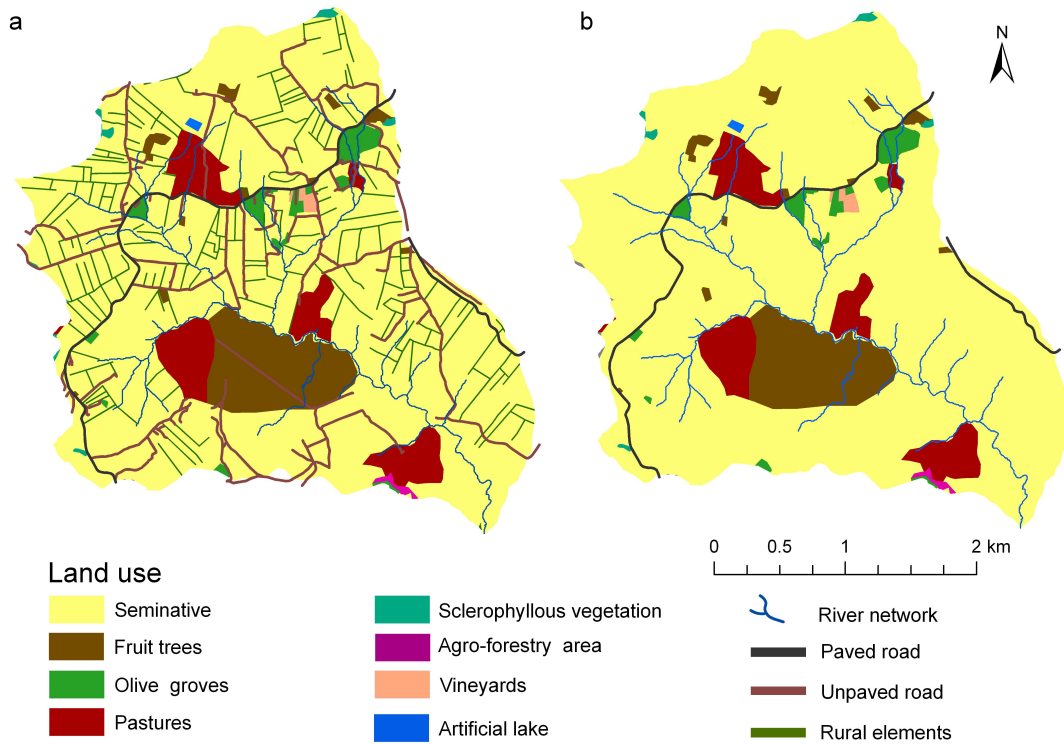 a
b
N
0 0.5 1 2 km
Land use
Seminative
Fruit trees
Olive groves
Pastures
Sclerophyllous vegetation
Agro-forestry area
Vineyards
Artificial lake
River network
Paved road
Unpaved road
Rural elements